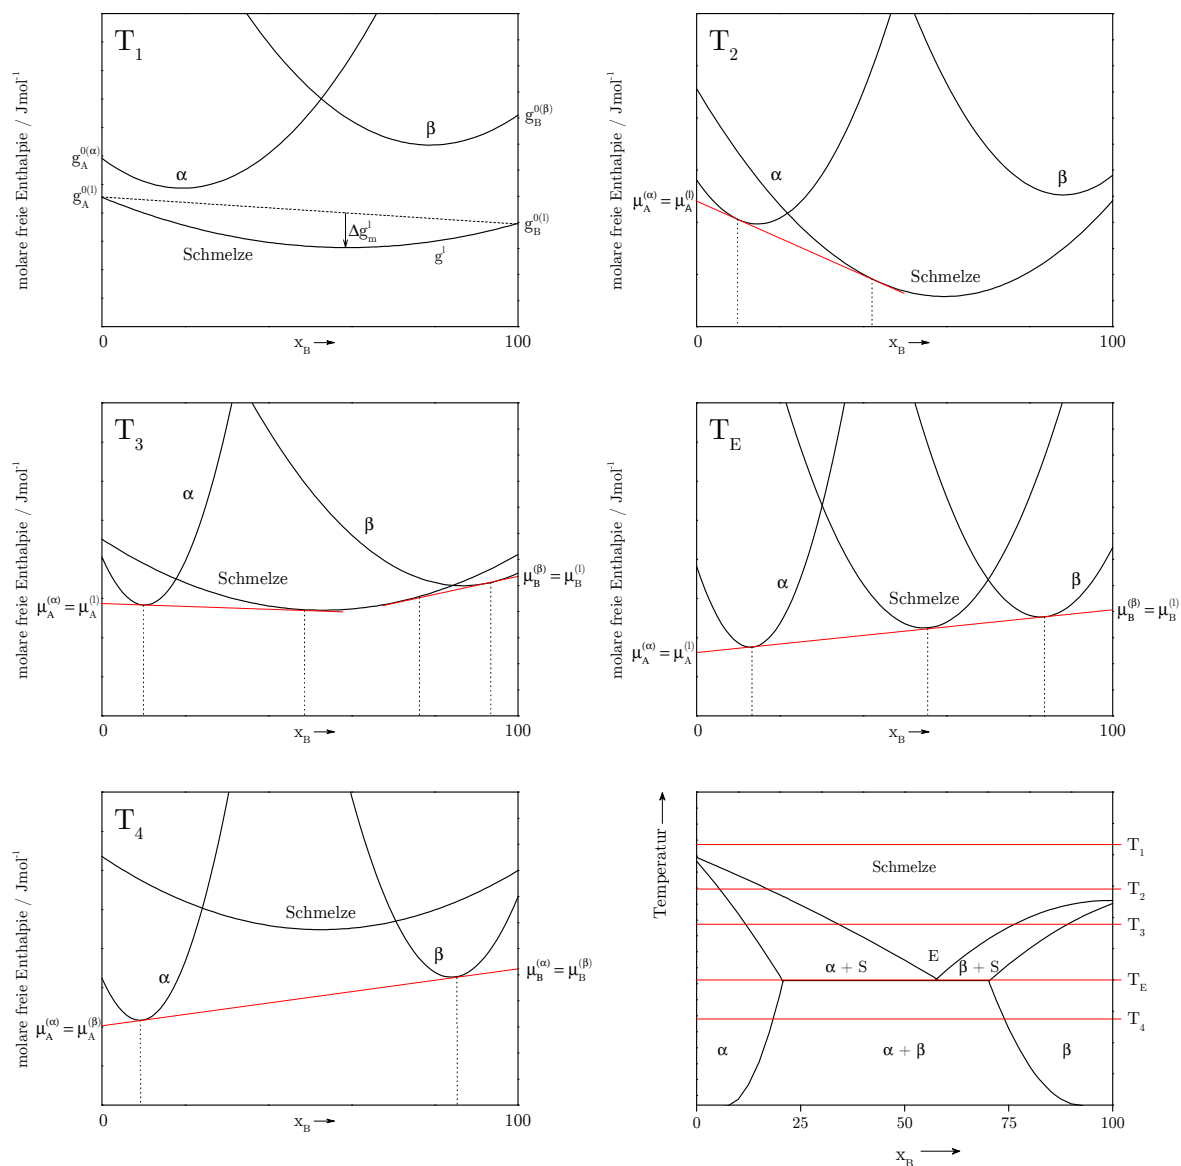 T₁
molare freie Enthalpie / Jmol⁻¹
g_A^0(α)
g_A^0(l)
α
β
g_B^0(β)
g_B^0(l)
Δg_m^l
Schmelze
g^l
0
x_B →
100
T₂
molare freie Enthalpie / Jmol⁻¹
α
β
μ_A^(α) = μ_A^(l)
Schmelze
0
x_B →
100
T₃
molare freie Enthalpie / Jmol⁻¹
α
β
Schmelze
μ_B^(β) = μ_B^(l)
μ_A^(α) = μ_A^(l)
0
x_B →
100
T_E
molare freie Enthalpie / Jmol⁻¹
α
β
Schmelze
μ_B^(β) = μ_B^(l)
μ_A^(α) = μ_A^(l)
0
x_B →
100
T₄
molare freie Enthalpie / Jmol⁻¹
Schmelze
α
β
μ_B^(α) = μ_B^(β)
μ_A^(α) = μ_A^(β)
0
x_B →
100
Temperatur →
T₁
Schmelze
T₂
T₃
E
α + S
β + S
T_E
T₄
α
α + β
β
0
25
50
75
100
x_B →